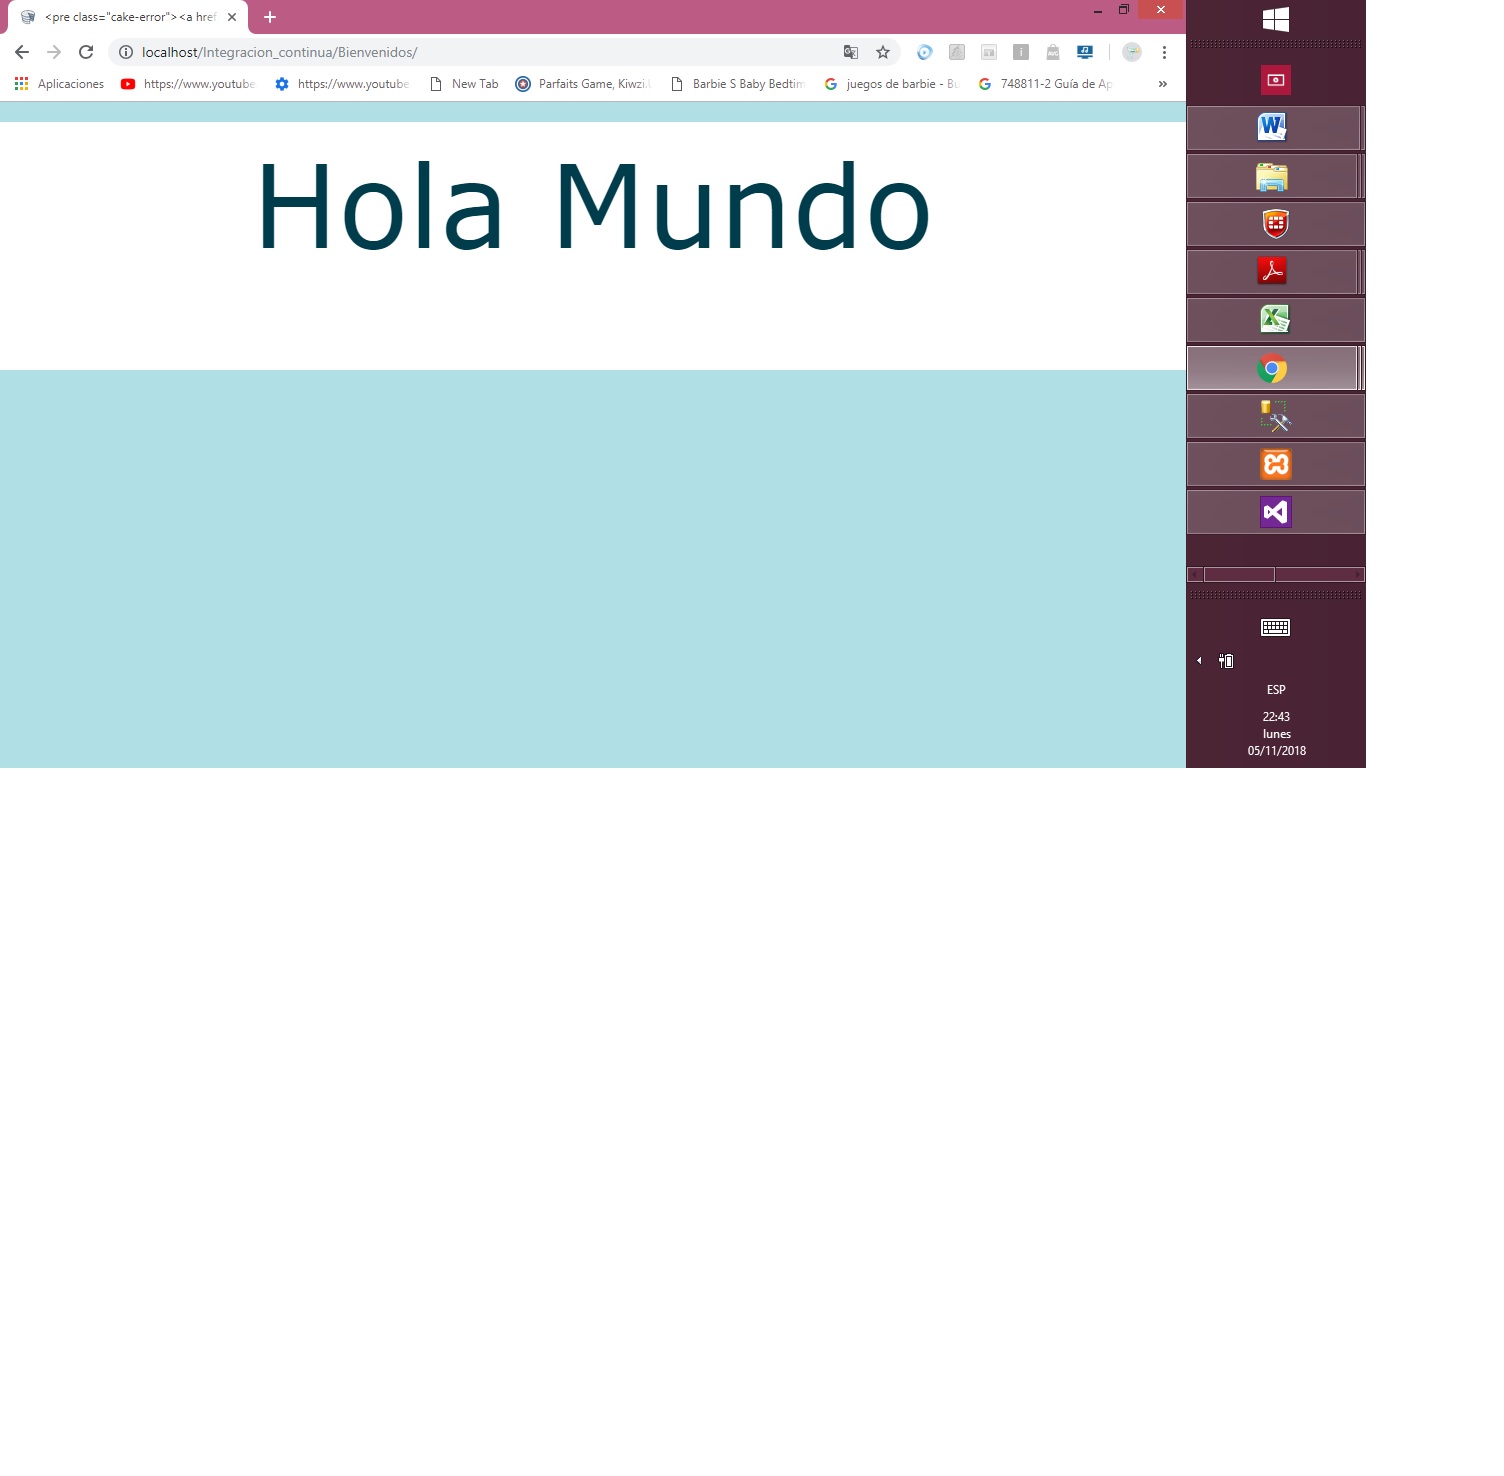 <pre class="cake-error"><a href
localhost/Integracion_continua/Bienvenidos/
Aplicaciones https://www.youtube https://www.youtube New Tab Parfaits Game, Kiwzi. Barbie S Baby Bedtim juegos de barbie - Bu 748811-2 Guía de Ap »
Hola Mundo
ESP
22:43
lunes
05/11/2018